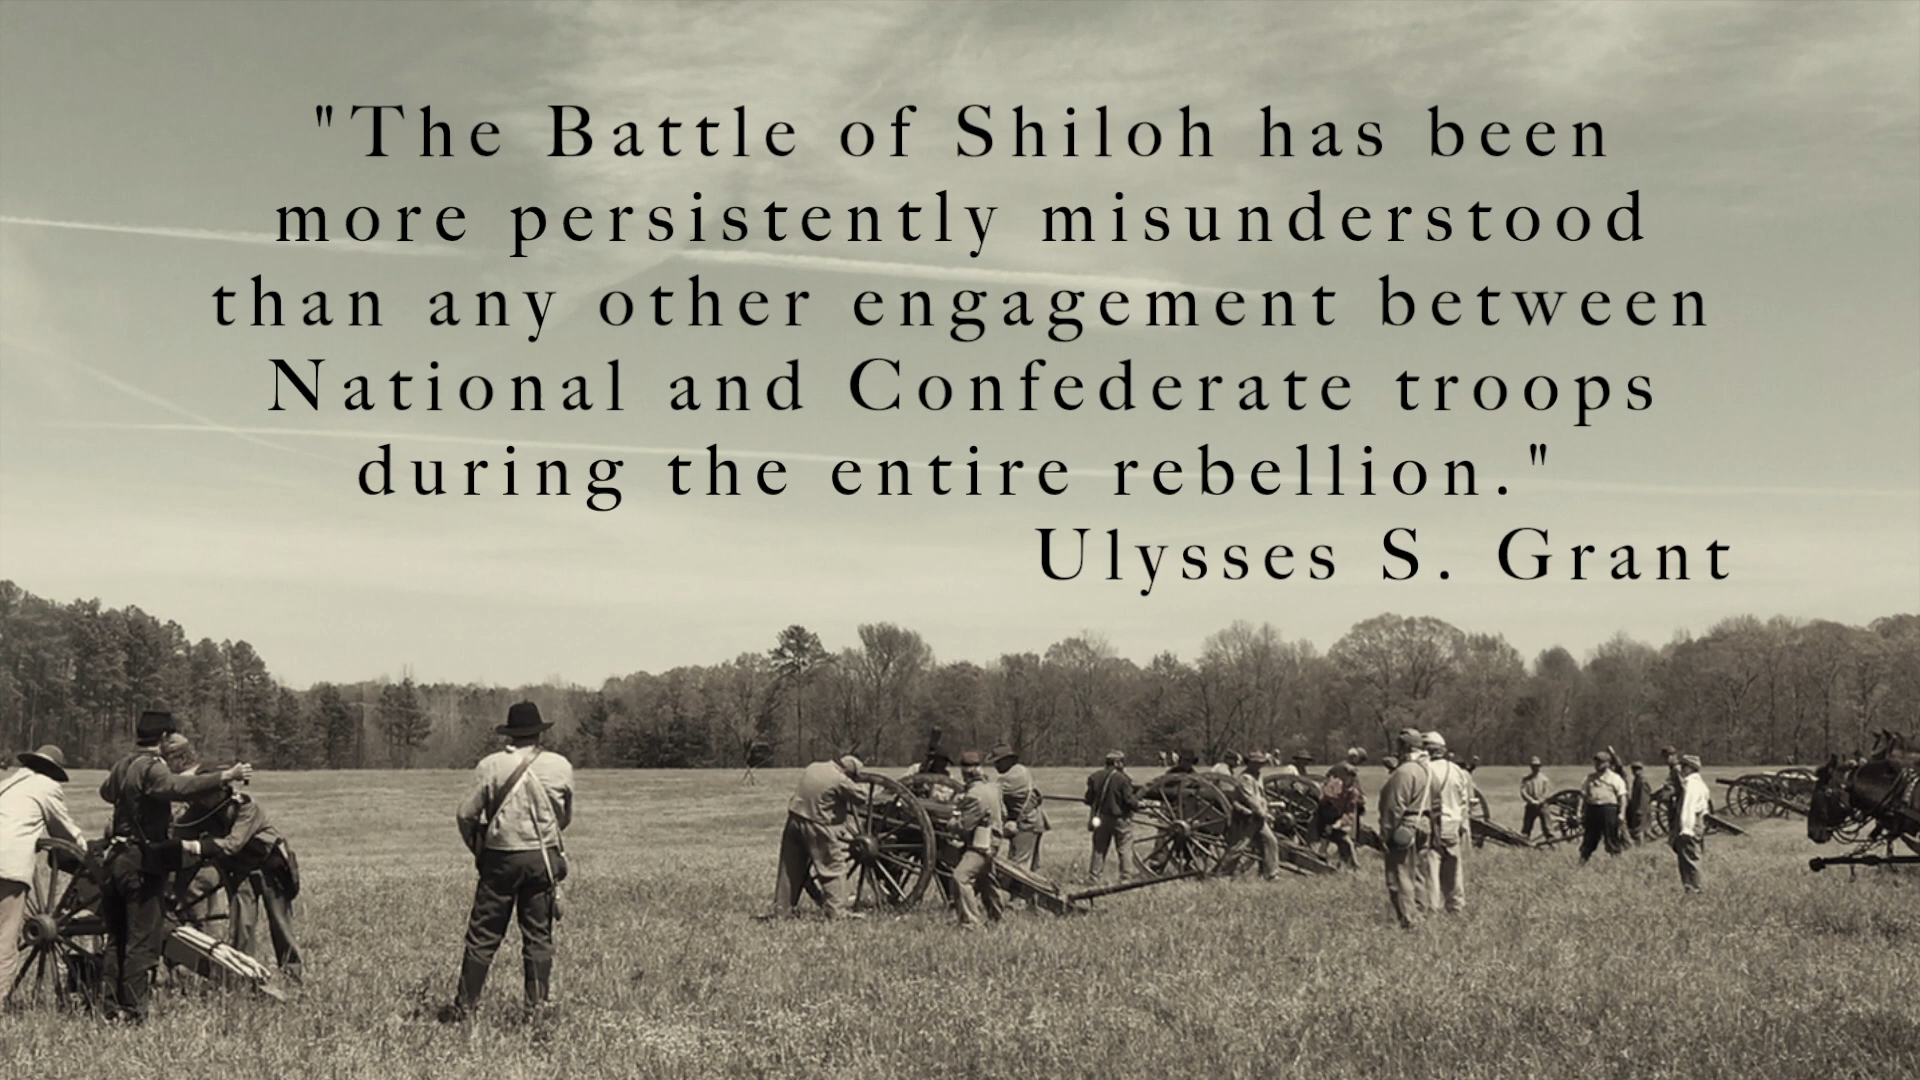 "The Battle of Shiloh has been
more persistently misunderstood
than any other engagement between
National and Confederate troops
during the entire rebellion."
Ulysses S. Grant